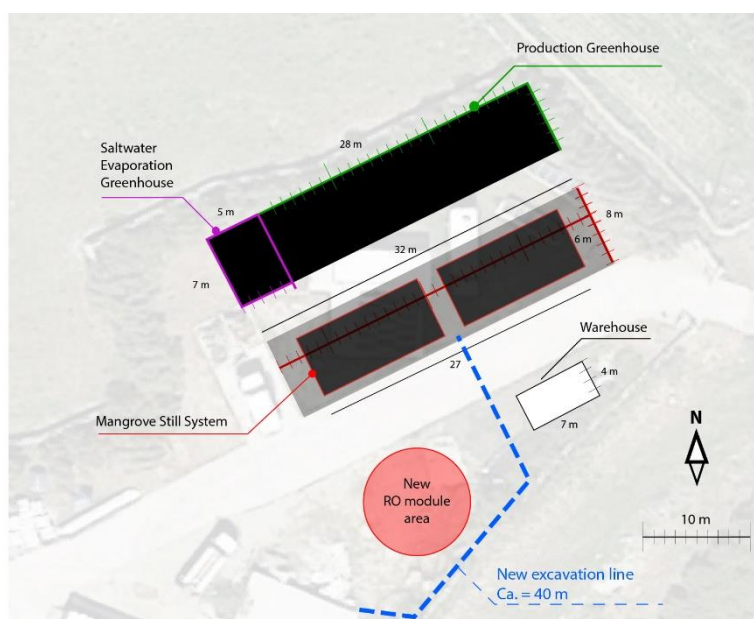 Production Greenhouse
28 m
Saltwater
Evaporation
Greenhouse
5 m
8 m
32 m
6 m
7 m
Warehouse
27
4 m
7 m
Mangrove Still System
N
New
RO module
area
10 m
New excavation line
Ca. = 40 m